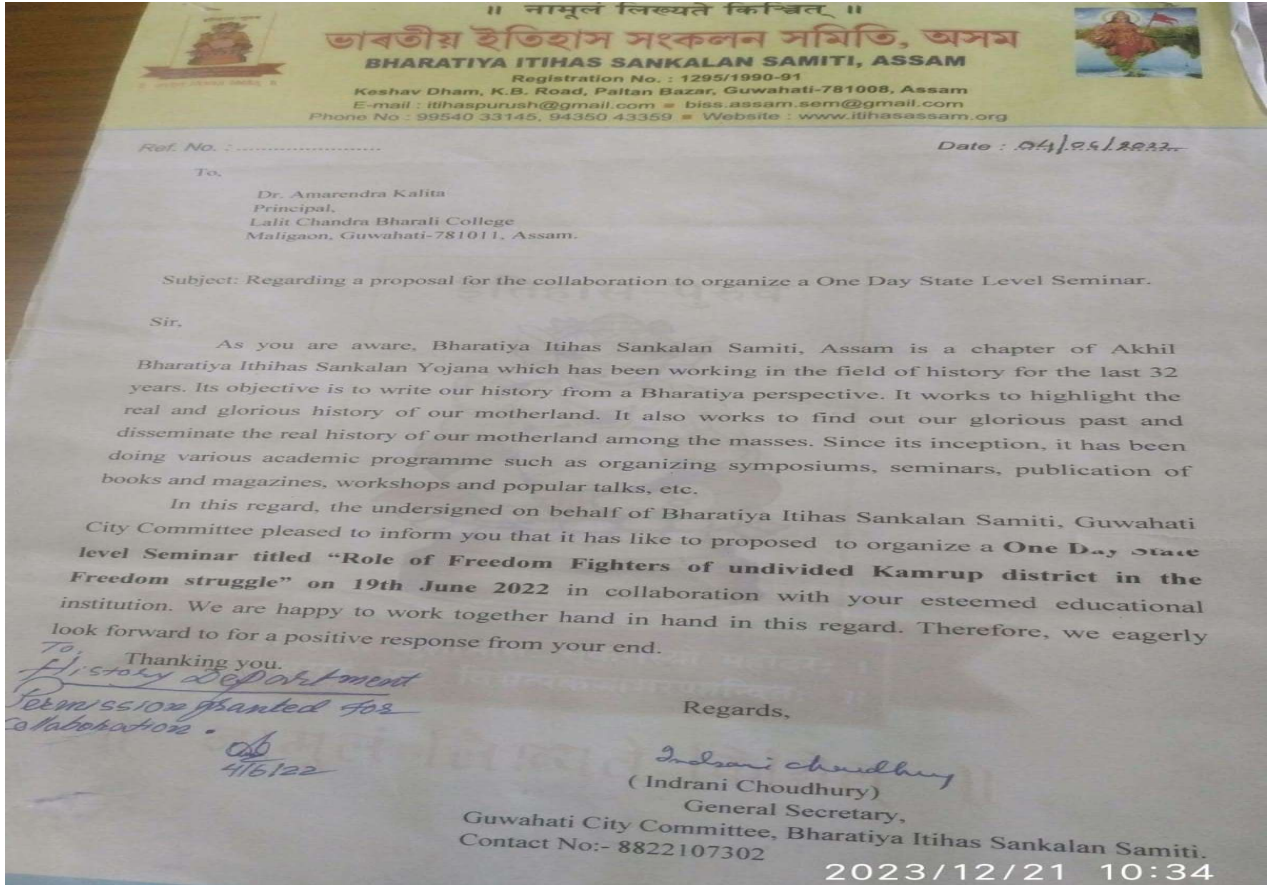 ॥ नामूलं लिख्यते किञ्चित् ॥
ভাৰতীয় ইতিহাস সংকলন সমিতি, অসম
BHARATIYA ITIHAS SANKALAN SAMITI, ASSAM
Registration No. : 1295/1990-91
Keshav Dham, K.B. Road, Paltan Bazar, Guwahati-781008, Assam
E-mail : itihaspurush@gmail.com ■ biss.assam.sem@gmail.com
Phone No : 99540 33145, 94350 43359 ■ Website : www.itihasassam.org
Ref. No. : ........................
Date : 04/06/2022
To,
Dr. Amarendra Kalita
Principal,
Lalit Chandra Bharali College
Maligaon, Guwahati-781011, Assam.
Subject: Regarding a proposal for the collaboration to organize a One Day State Level Seminar.
Sir,
As you are aware, Bharatiya Itihas Sankalan Samiti, Assam is a chapter of Akhil
Bharatiya Ithihas Sankalan Yojana which has been working in the field of history for the last 32
years. Its objective is to write our history from a Bharatiya perspective. It works to highlight the
real and glorious history of our motherland. It also works to find out our glorious past and
disseminate the real history of our motherland among the masses. Since its inception, it has been
doing various academic programme such as organizing symposiums, seminars, publication of
books and magazines, workshops and popular talks, etc.
In this regard, the undersigned on behalf of Bharatiya Itihas Sankalan Samiti, Guwahati
City Committee pleased to inform you that it has like to proposed to organize a One Day State
level Seminar titled “Role of Freedom Fighters of undivided Kamrup district in the
Freedom struggle” on 19th June 2022 in collaboration with your esteemed educational
institution. We are happy to work together hand in hand in this regard. Therefore, we eagerly
look forward to for a positive response from your end.
Thanking you.
To,
History Department
Permission granted for
collaboration.
4/6/22
Regards,
Indrani Choudhury
( Indrani Choudhury)
General Secretary,
Guwahati City Committee, Bharatiya Itihas Sankalan Samiti.
Contact No:- 8822107302
2023/12/21 10:34